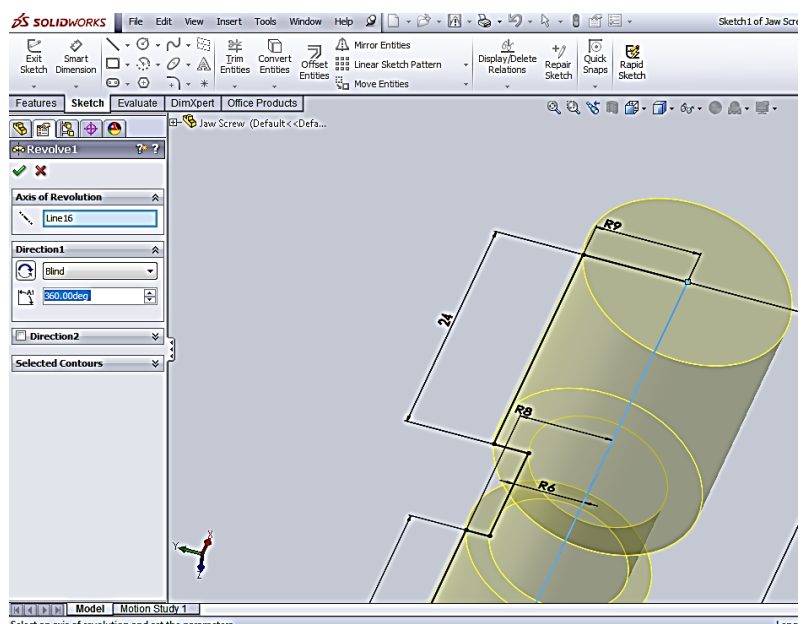 SOLIDWORKS File Edit View Insert Tools Window Help Sketch1 of Jaw Scre
Exit Sketch
Smart Dimension
Trim Entities
Convert Entities
Offset Entities
Mirror Entities
Linear Sketch Pattern
Move Entities
Display/Delete Relations
Repair Sketch
Quick Snaps
Rapid Sketch
Features Sketch Evaluate DimXpert Office Products
Jaw Screw (Default<<Defa...
Revolve1
Axis of Revolution
Line16
Direction1
Blind
A1
360.00deg
Direction2
Selected Contours
R9
24
R8
R6
X
Y
Z
Model Motion Study 1
Select an axis of revolution and set the parameters